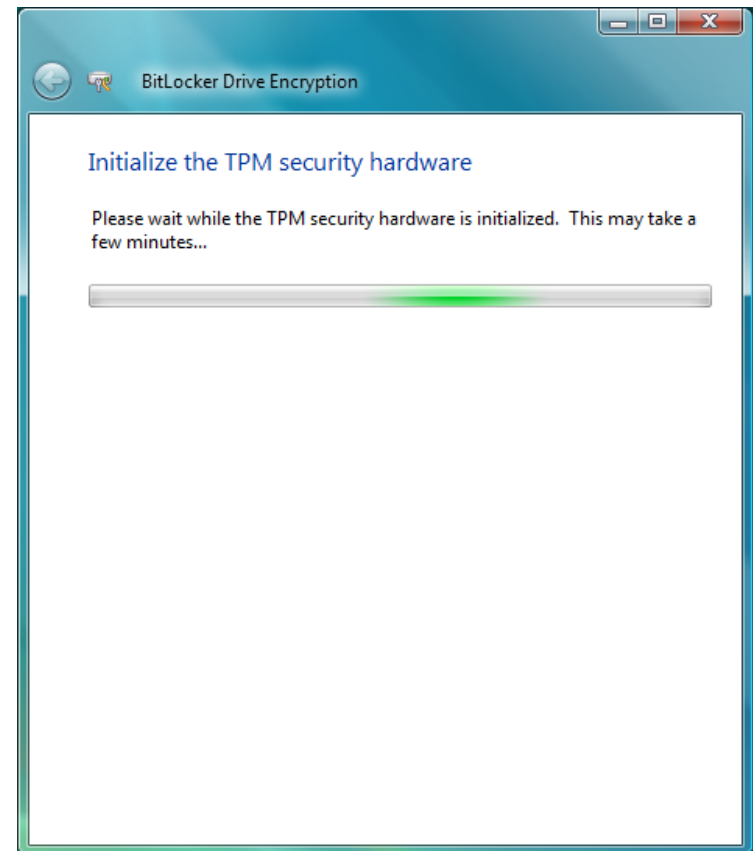 BitLocker Drive Encryption
Initialize the TPM security hardware
Please wait while the TPM security hardware is initialized.  This may take a
few minutes...